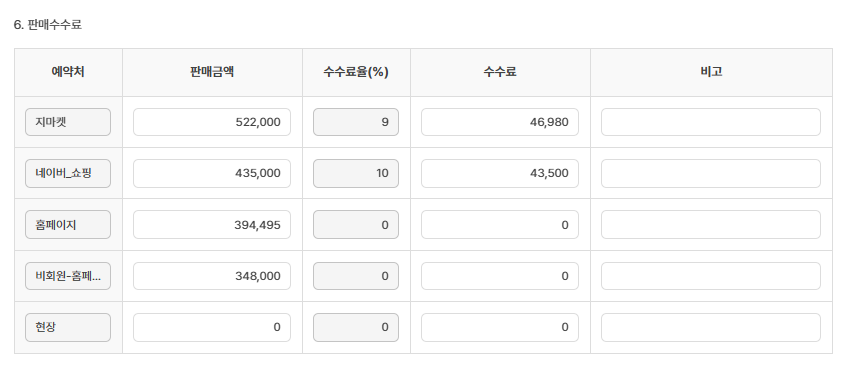 6. 판매수수료
예약처 판매금액 수수료율(%) 수수료 비고
지마켓 522,000 9 46,980
네이버_쇼핑 435,000 10 43,500
홈페이지 394,495 0 0
비회원-홈페... 348,000 0 0
현장 0 0 0